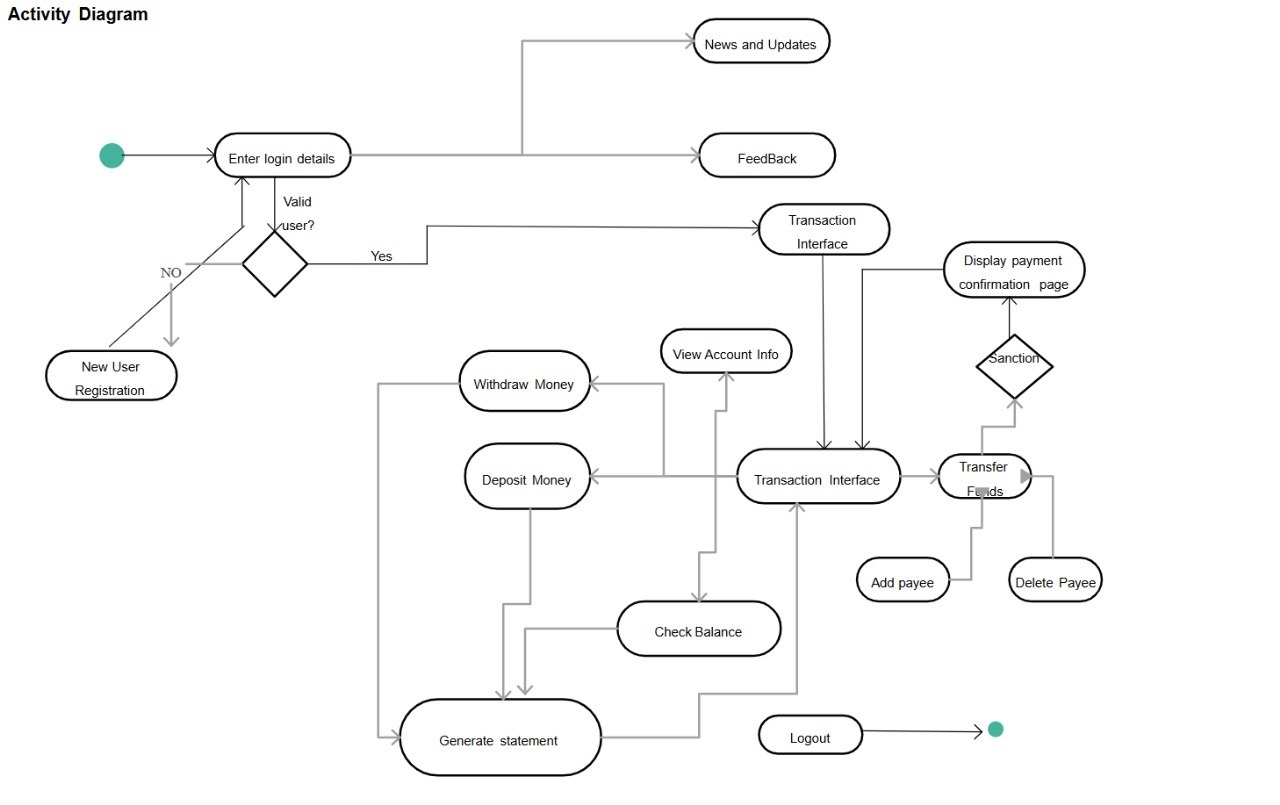 Activity Diagram
News and Updates
Enter login details
FeedBack
Valid
user?
Transaction
Interface
Yes
Display payment
confirmation page
NO
View Account Info
Sanction
New User
Registration
Withdraw Money
Deposit Money
Transaction Interface
Transfer
Funds
Add payee
Delete Payee
Check Balance
Generate statement
Logout